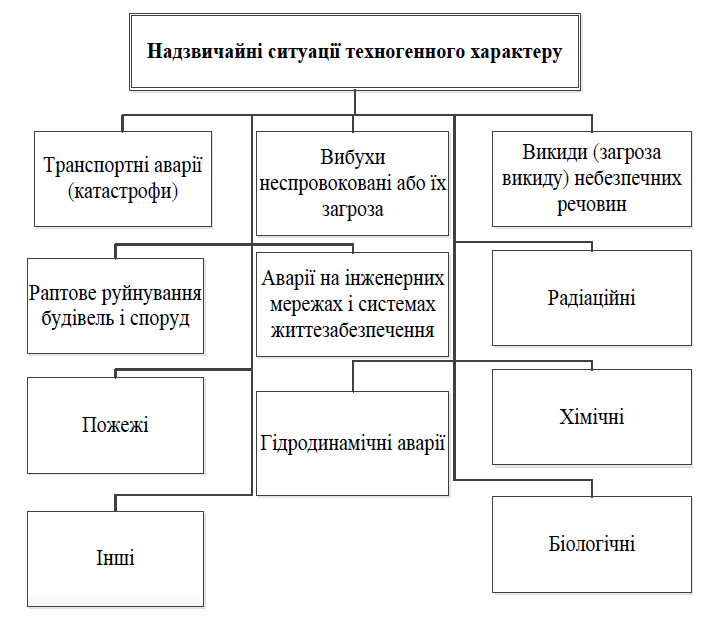 Надзвичайні ситуації техногенного характеру
Транспортні аварії
(катастрофи)
Вибухи
неспровоковані або їх
загроза
Викиди (загроза
викиду) небезпечних
речовин
Раптове руйнування
будівель і споруд
Аварії на інженерних
мережах і системах
життезабезпечення
Радіаційні
Пожежі
Гідродинамічні аварії
Хімічні
Інші
Біологічні